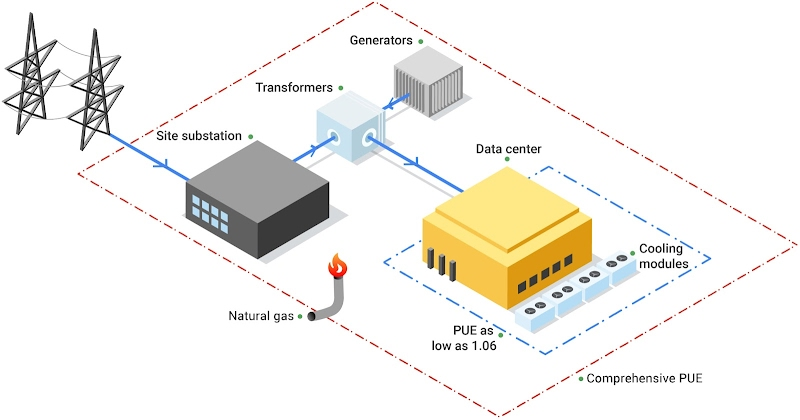 Generators
Transformers
Site substation
Data center
Cooling
modules
Natural gas
PUE as
low as 1.06
Comprehensive PUE